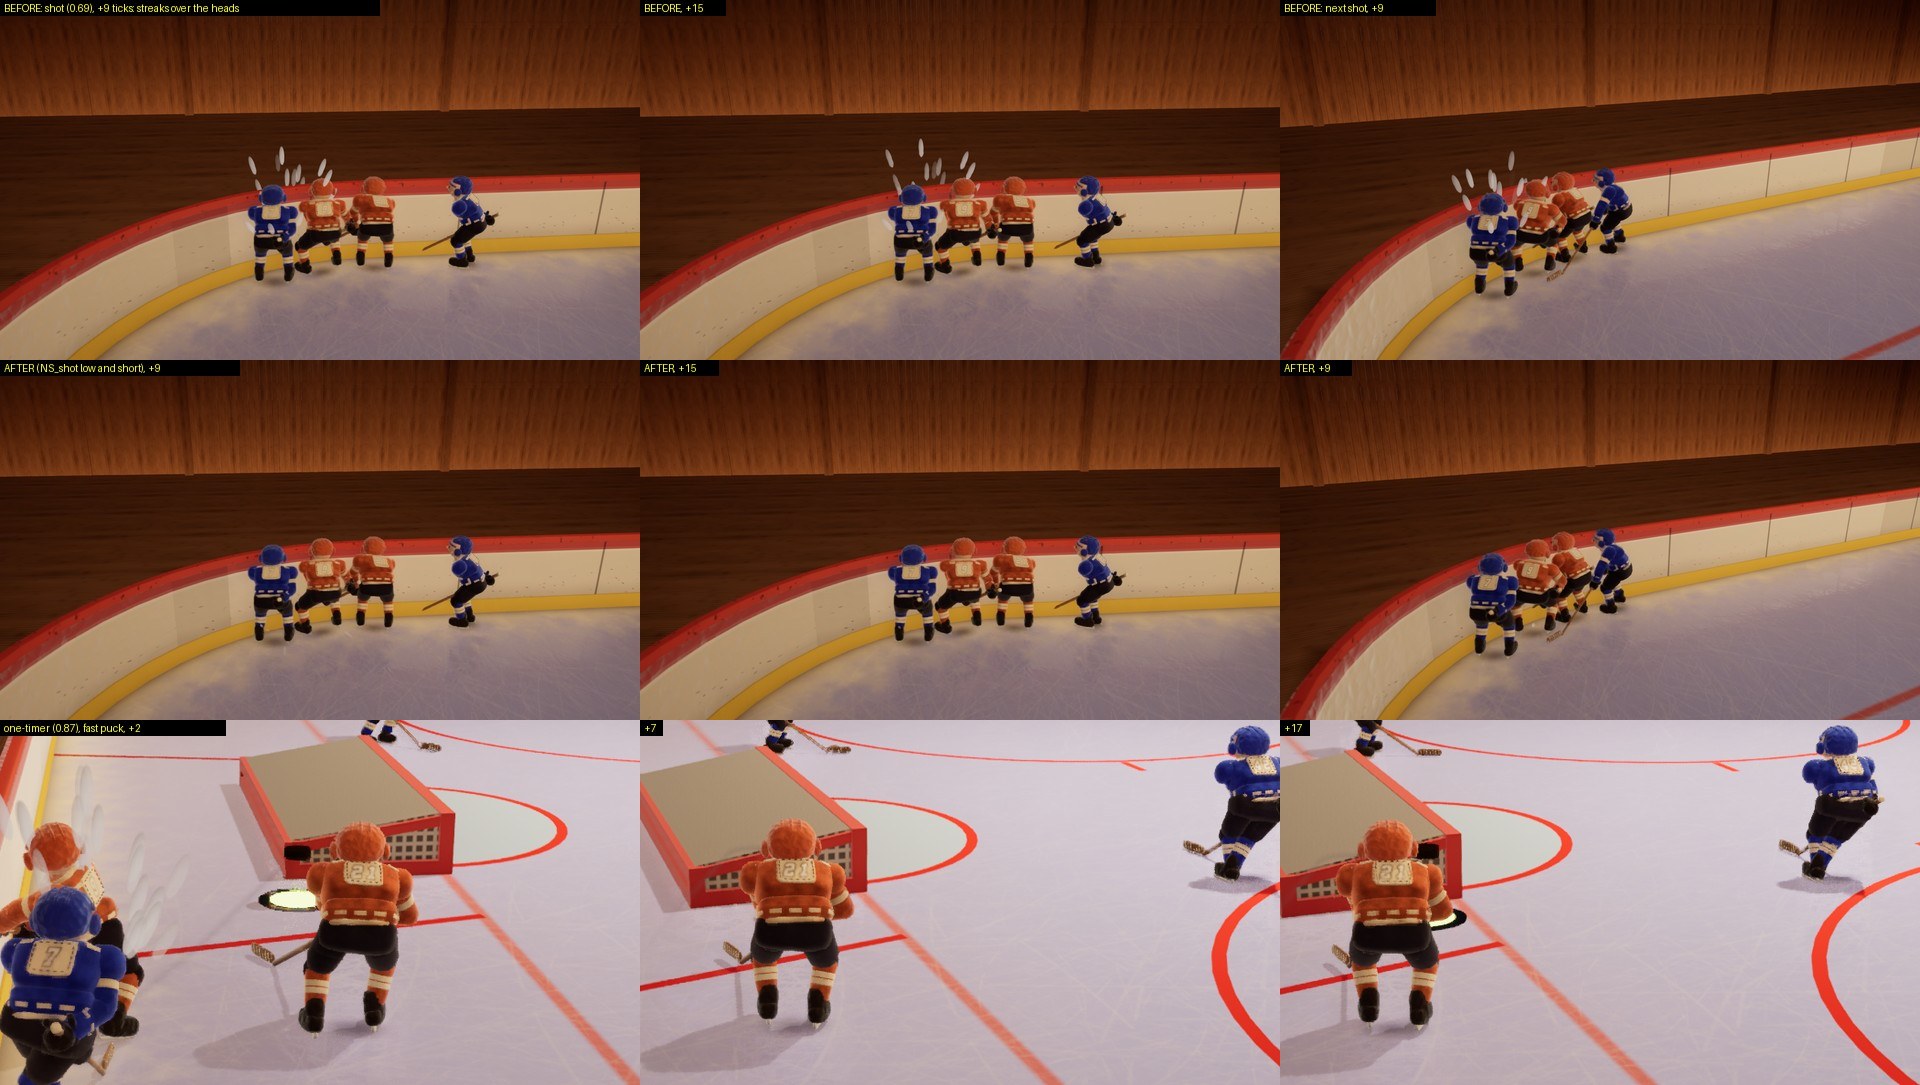 BEFORE: shot (0.69), +9 ticks: streaks over the heads
BEFORE, +15
BEFORE: next shot, +9
AFTER (NS_shot low and short), +9
AFTER, +15
AFTER, +9
one-timer (0.87), fast puck, +2
+7
+17
21
21
21
7